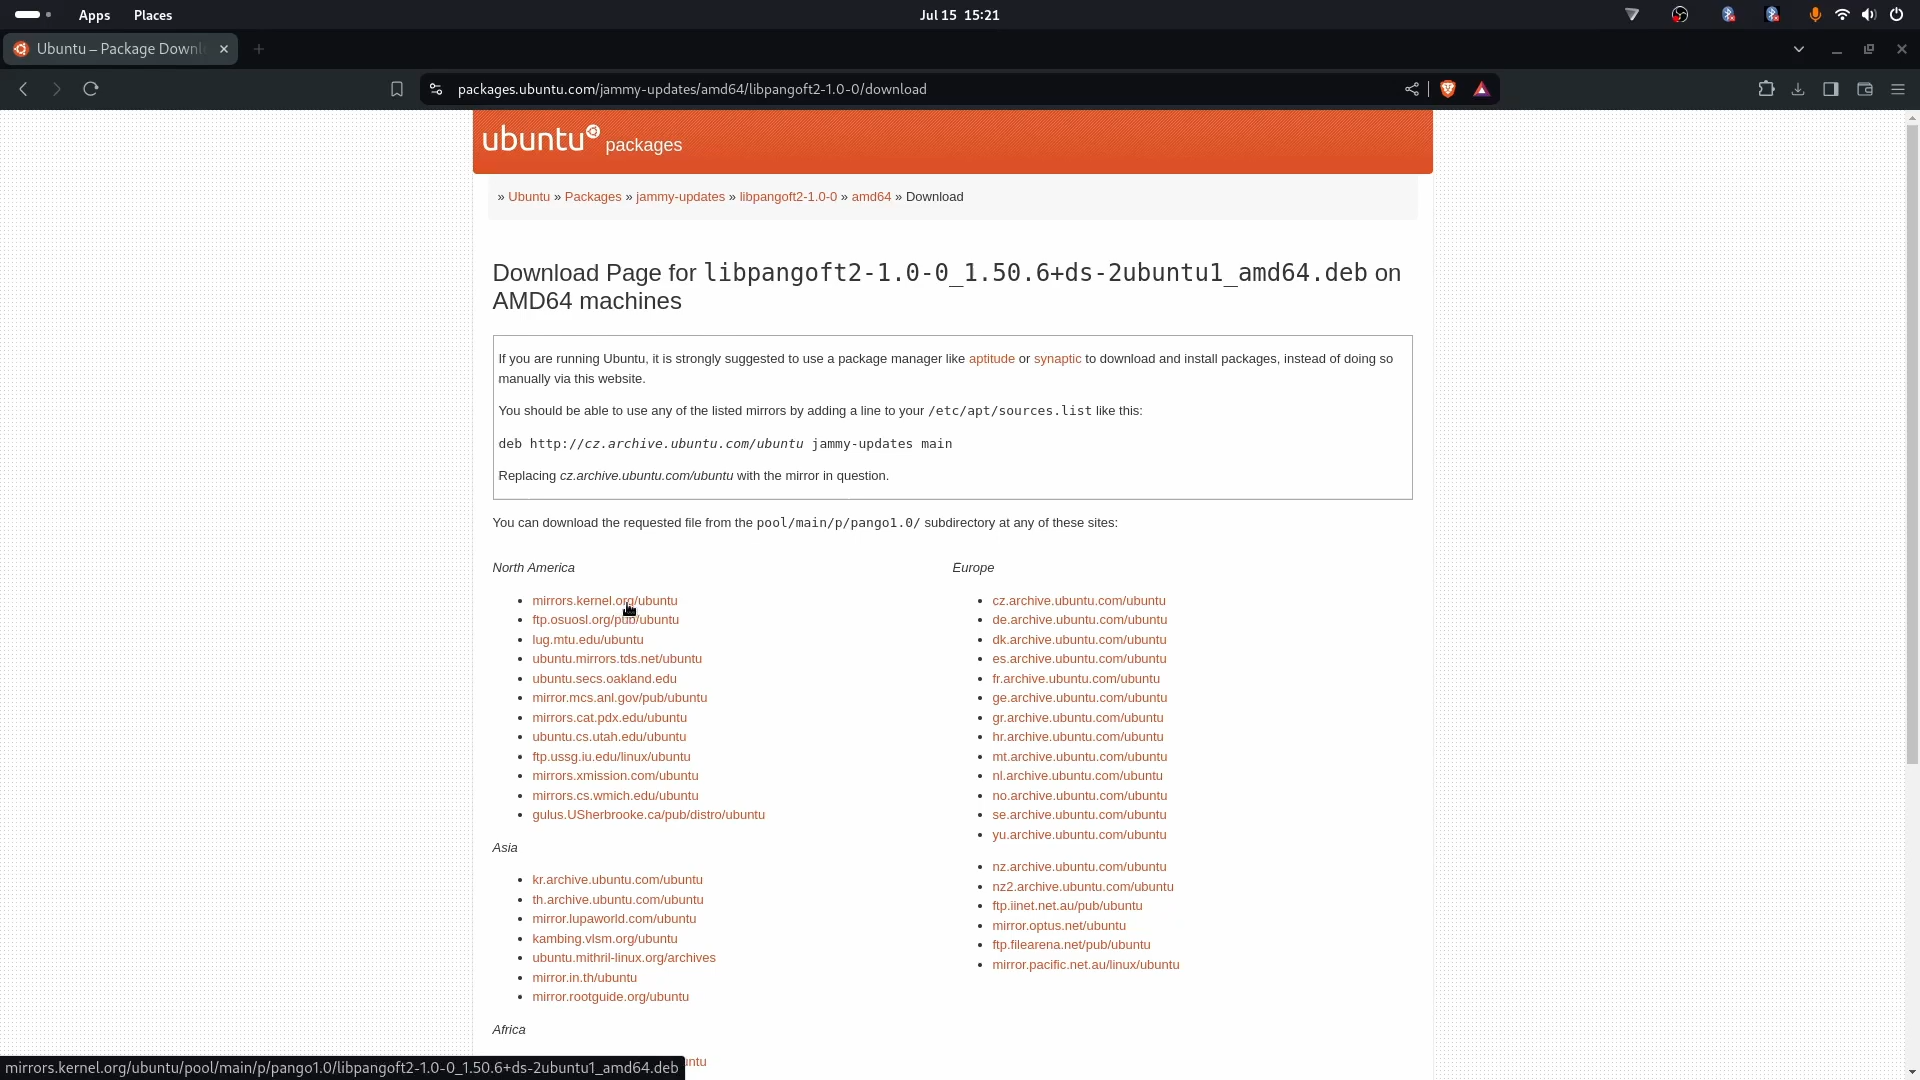 Apps Places Jul 15 15:21
Ubuntu – Package Downl
packages.ubuntu.com/jammy-updates/amd64/libpangoft2-1.0-0/download
ubuntu packages
» Ubuntu » Packages » jammy-updates » libpangoft2-1.0-0 » amd64 » Download
Download Page for libpangoft2-1.0-0_1.50.6+ds-2ubuntu1_amd64.deb on
AMD64 machines
If you are running Ubuntu, it is strongly suggested to use a package manager like aptitude or synaptic to download and install packages, instead of doing so
manually via this website.
You should be able to use any of the listed mirrors by adding a line to your /etc/apt/sources.list like this:
deb http://cz.archive.ubuntu.com/ubuntu jammy-updates main
Replacing cz.archive.ubuntu.com/ubuntu with the mirror in question.
You can download the requested file from the pool/main/p/pango1.0/ subdirectory at any of these sites:
North America
mirrors.kernel.org/ubuntu
ftp.osuosl.org/pub/ubuntu
lug.mtu.edu/ubuntu
ubuntu.mirrors.tds.net/ubuntu
ubuntu.secs.oakland.edu
mirror.mcs.anl.gov/pub/ubuntu
mirrors.cat.pdx.edu/ubuntu
ubuntu.cs.utah.edu/ubuntu
ftp.ussg.iu.edu/linux/ubuntu
mirrors.xmission.com/ubuntu
mirrors.cs.wmich.edu/ubuntu
gulus.USherbrooke.ca/pub/distro/ubuntu
Asia
kr.archive.ubuntu.com/ubuntu
th.archive.ubuntu.com/ubuntu
mirror.lupaworld.com/ubuntu
kambing.vlsm.org/ubuntu
ubuntu.mithril-linux.org/archives
mirror.in.th/ubuntu
mirror.rootguide.org/ubuntu
Africa
untu
Europe
cz.archive.ubuntu.com/ubuntu
de.archive.ubuntu.com/ubuntu
dk.archive.ubuntu.com/ubuntu
es.archive.ubuntu.com/ubuntu
fr.archive.ubuntu.com/ubuntu
ge.archive.ubuntu.com/ubuntu
gr.archive.ubuntu.com/ubuntu
hr.archive.ubuntu.com/ubuntu
mt.archive.ubuntu.com/ubuntu
nl.archive.ubuntu.com/ubuntu
no.archive.ubuntu.com/ubuntu
se.archive.ubuntu.com/ubuntu
yu.archive.ubuntu.com/ubuntu
nz.archive.ubuntu.com/ubuntu
nz2.archive.ubuntu.com/ubuntu
ftp.iinet.net.au/pub/ubuntu
mirror.optus.net/ubuntu
ftp.filearena.net/pub/ubuntu
mirror.pacific.net.au/linux/ubuntu
mirrors.kernel.org/ubuntu/pool/main/p/pango1.0/libpangoft2-1.0-0_1.50.6+ds-2ubuntu1_amd64.deb